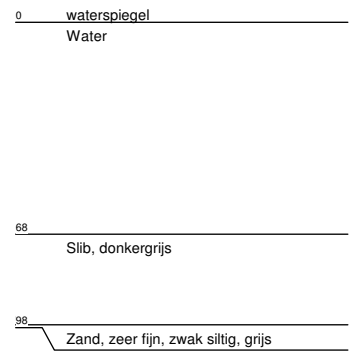 0 waterspiegel
Water
68
Slib, donkergrijs
98
Zand, zeer fijn, zwak siltig, grijs